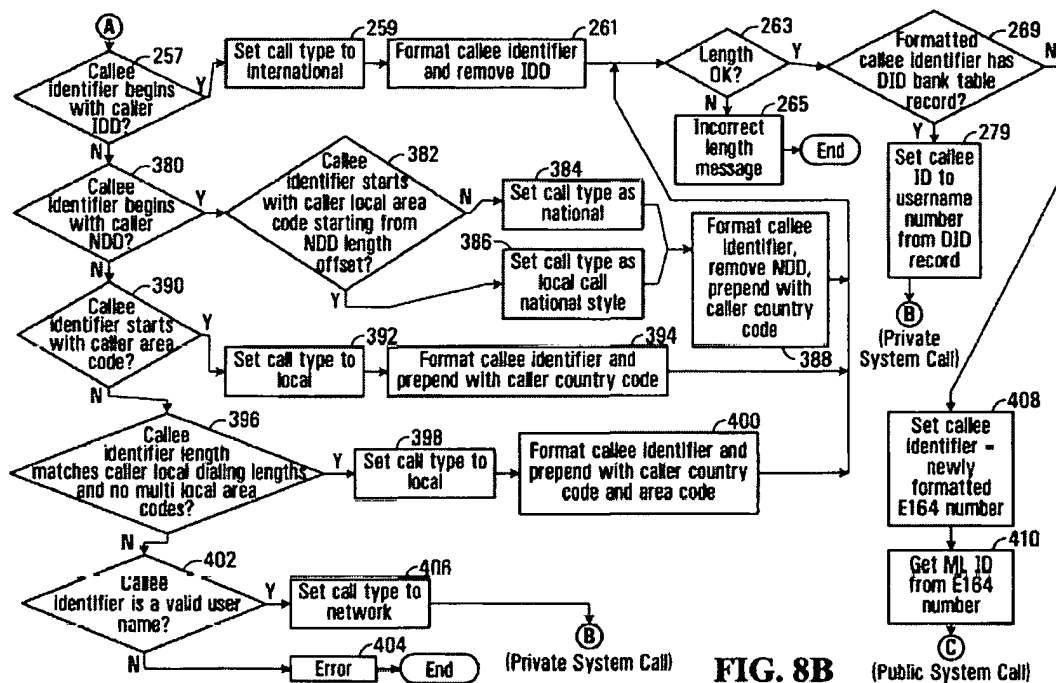 A
257
Callee
identifier begins
with caller
IDD?
Y
N
259
Set call type to
international
261
Format callee identifier
and remove IDD
263
Length
OK?
Y
N
265
Incorrect
length
message
End
269
Formatted
callee identifier has
DID bank table
record?
N
Y
279
Set callee
ID to
username
number
from DID
record
B
(Private
System Call)
380
Callee
identifier begins
with caller
NDD?
Y
N
382
Callee
identifier starts
with caller local area
code starting from
NDD length
offset?
N
Y
384
Set call type as
national
386
Set call type as
local call
national style
Format callee
identifier,
remove NDD,
prepend with
caller country
code
388
390
Callee
identifier starts
with caller area
code?
Y
N
392
Set call type to
local
394
Format callee identifier and
prepend with caller country code
396
Callee
identifier length
matches caller local dialing lengths
and no multi local area
codes?
Y
N
398
Set call type to
local
400
Format callee identifier and
prepend with caller country
code and area code
402
Callee
identifier is a valid user
name?
Y
N
406
Set call type to
network
B
(Private System Call)
404
Error
End
408
Set callee
identifier =
newly
formatted
E164 number
410
Get ML ID
from E164
number
C
(Public System Call)
FIG. 8B